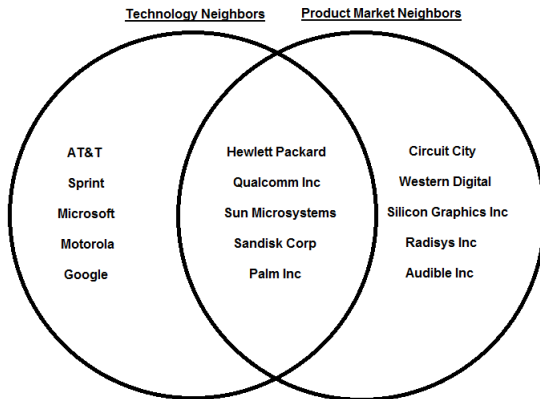 Technology Neighbors
Product Market Neighbors
AT&T
Sprint
Microsoft
Motorola
Google
Hewlett Packard
Qualcomm Inc
Sun Microsystems
Sandisk Corp
Palm Inc
Circuit City
Western Digital
Silicon Graphics Inc
Radisys Inc
Audible Inc